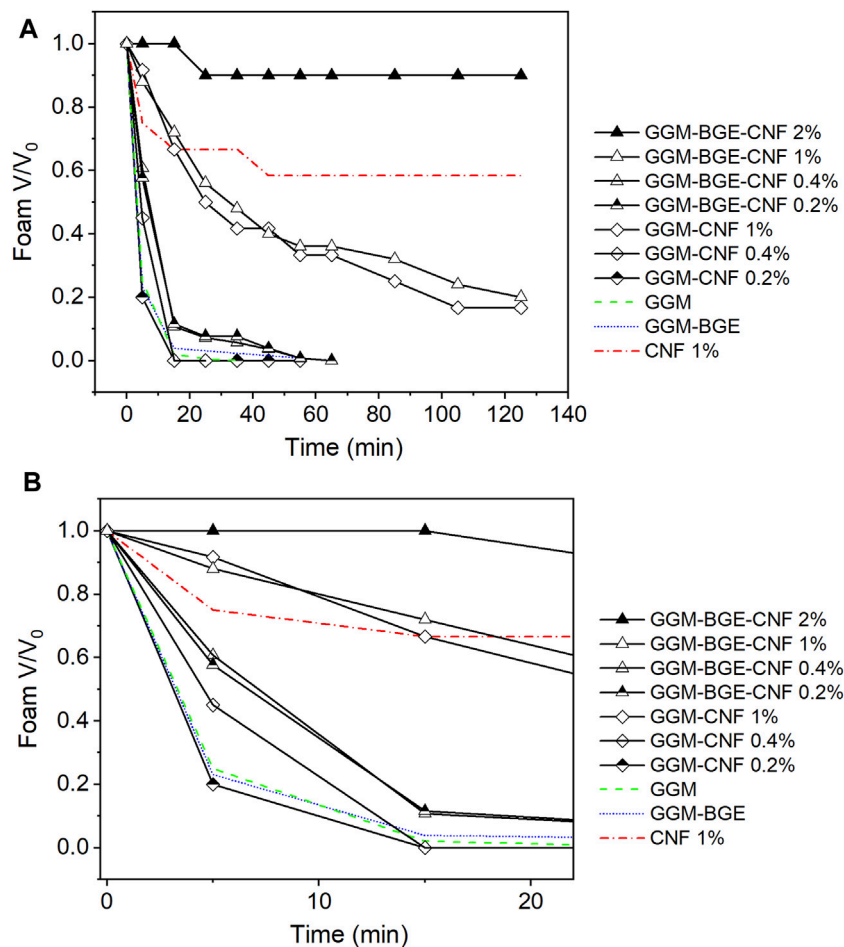 A
Foam V/V0
1.0
0.8
0.6
0.4
0.2
0.0
0 20 40 60 80 100 120 140
Time (min)
GGM-BGE-CNF 2%
GGM-BGE-CNF 1%
GGM-BGE-CNF 0.4%
GGM-BGE-CNF 0.2%
GGM-CNF 1%
GGM-CNF 0.4%
GGM-CNF 0.2%
GGM
GGM-BGE
CNF 1%
B
Foam V/V0
1.0
0.8
0.6
0.4
0.2
0.0
0 10 20
Time (min)
GGM-BGE-CNF 2%
GGM-BGE-CNF 1%
GGM-BGE-CNF 0.4%
GGM-BGE-CNF 0.2%
GGM-CNF 1%
GGM-CNF 0.4%
GGM-CNF 0.2%
GGM
GGM-BGE
CNF 1%